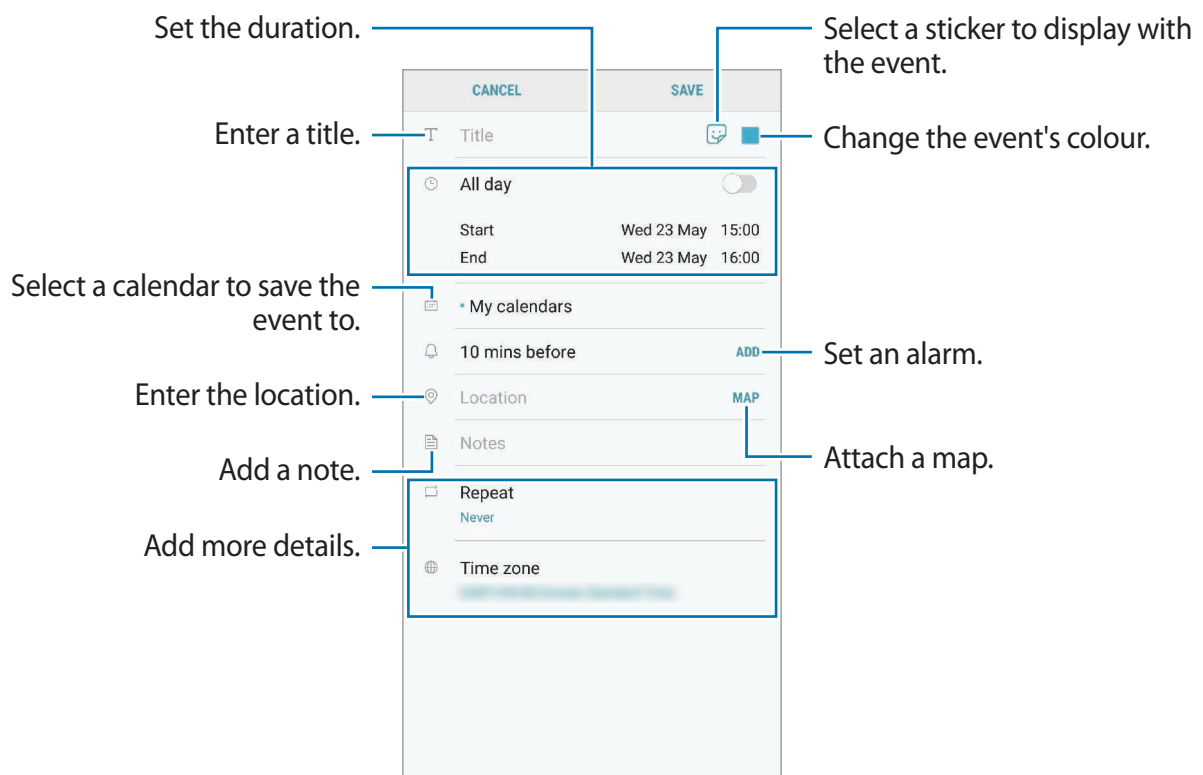 Set the duration.
Select a sticker to display with
the event.
CANCEL SAVE
Enter a title.
Title
Change the event's colour.
All day
Start Wed 23 May 15:00
End Wed 23 May 16:00
Select a calendar to save the
event to.
My calendars
10 mins before ADD
Set an alarm.
Enter the location.
Location MAP
Notes
Add a note.
Attach a map.
Repeat
Never
Add more details.
Time zone